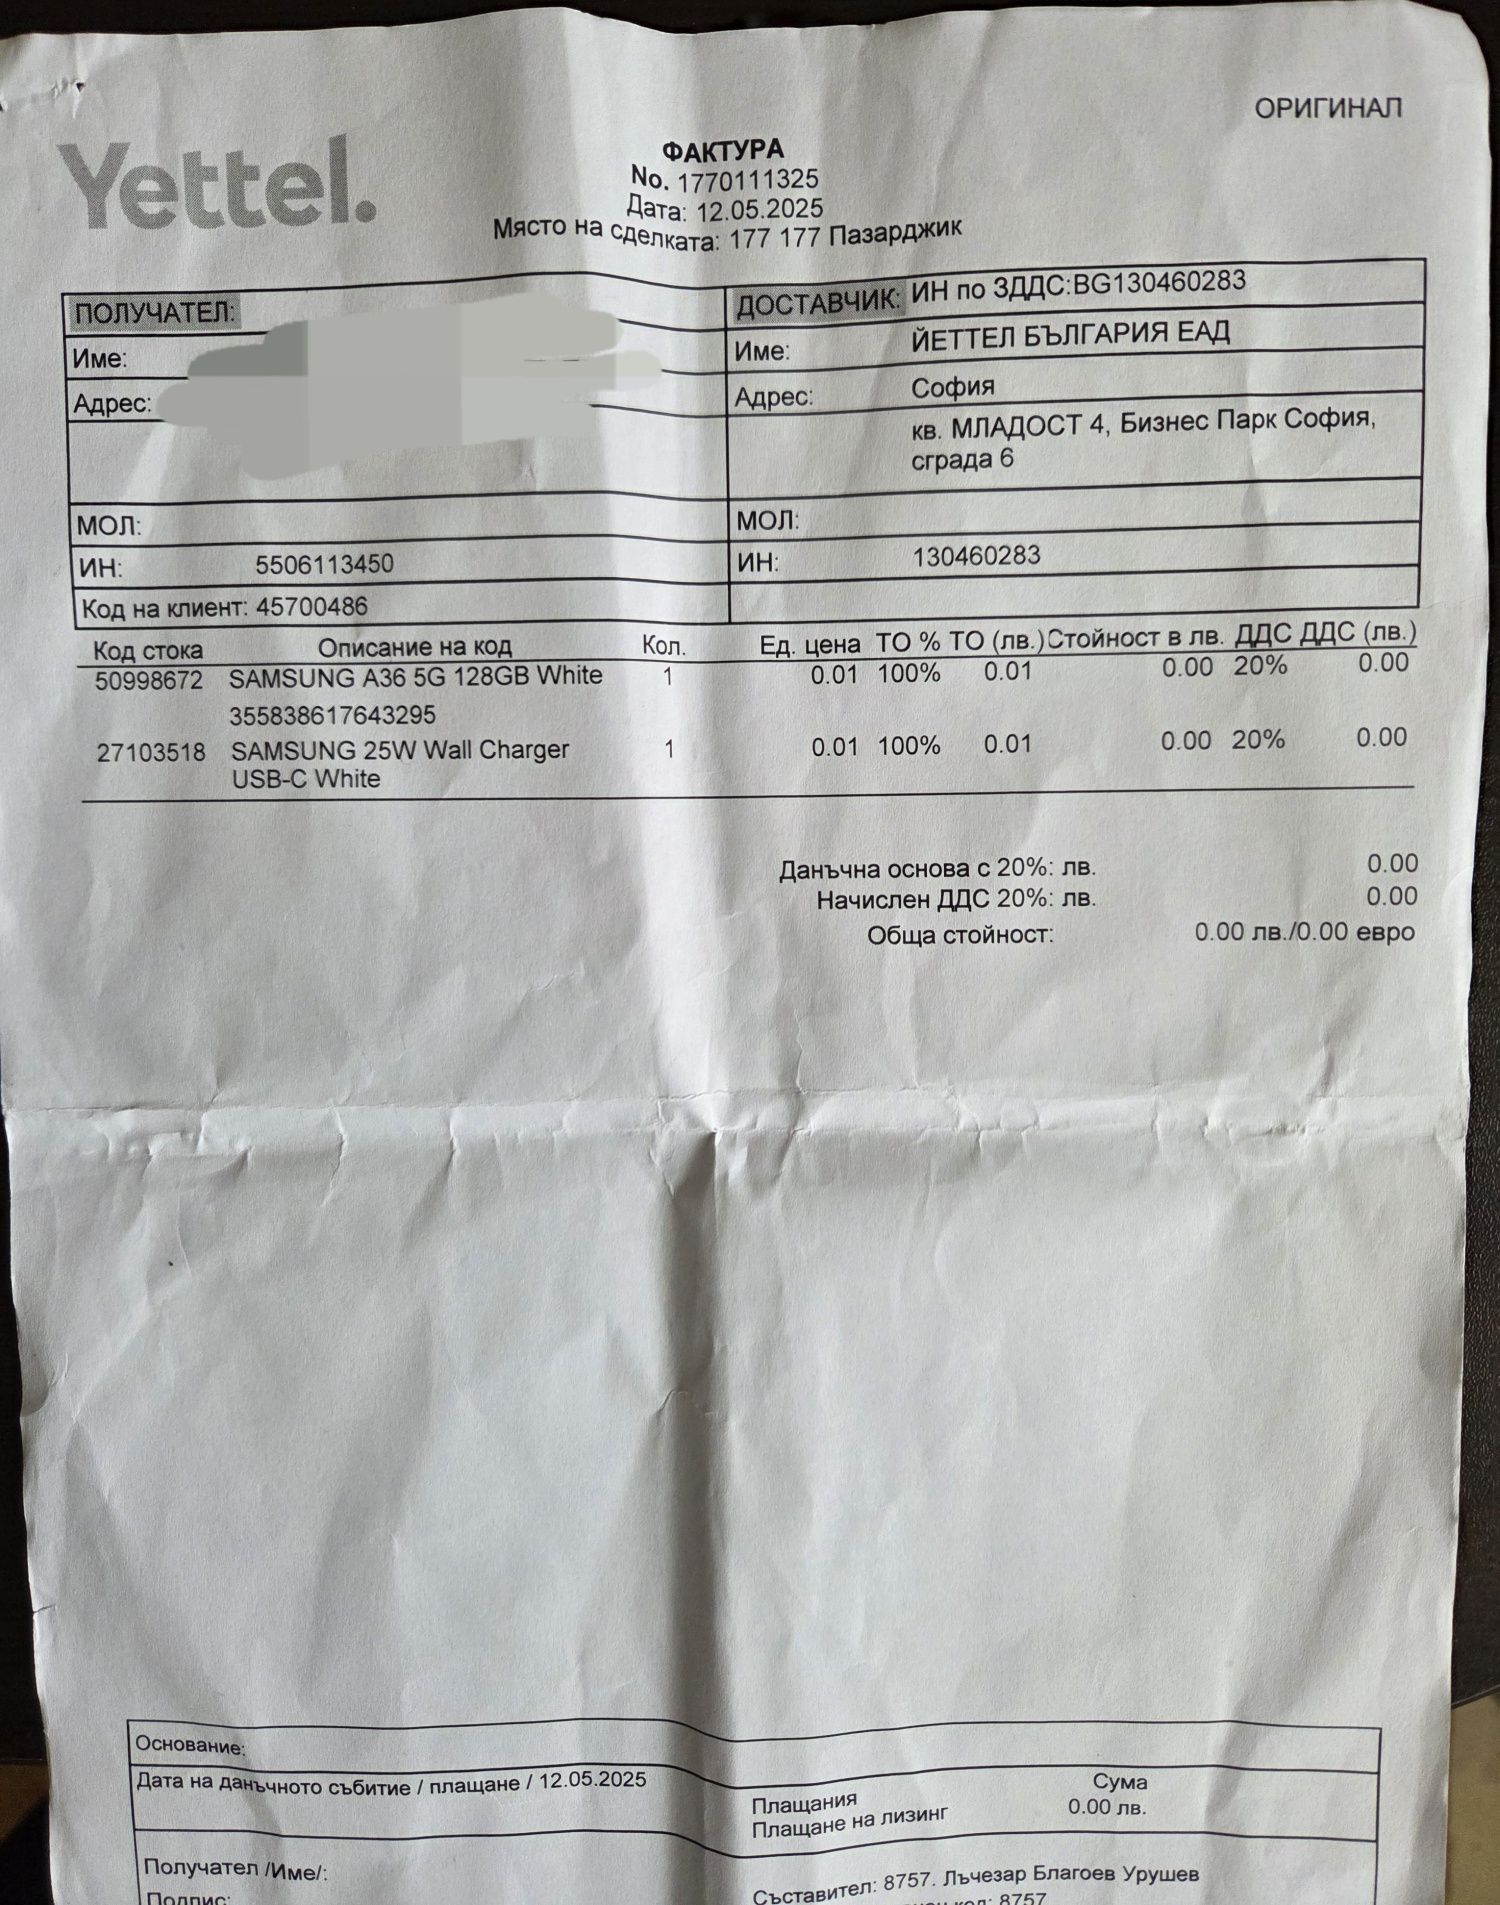 ОРИГИНАЛ
Yettel.
ФАКТУРА
No. 1770111325
Дата: 12.05.2025
Място на сделката: 177 177 Пазарджик
ПОЛУЧАТЕЛ:
Име:
Адрес:
МОЛ:
ИН: 5506113450
Код на клиент: 45700486
ДОСТАВЧИК: ИН по ЗДДС:BG130460283
Име: ЙЕТТЕЛ БЪЛГАРИЯ ЕАД
Адрес: София
кв. МЛАДОСТ 4, Бизнес Парк София,
сграда 6
МОЛ:
ИН: 130460283
Код стока Описание на код Кол. Ед. цена ТО % ТО (лв.) Стойност в лв. ДДС ДДС (лв.)
50998672 SAMSUNG A36 5G 128GB White 1 0.01 100% 0.01 0.00 20% 0.00
355838617643295
27103518 SAMSUNG 25W Wall Charger 1 0.01 100% 0.01 0.00 20% 0.00
USB-C White
Данъчна основа с 20%: лв. 0.00
Начислен ДДС 20%: лв. 0.00
Обща стойност: 0.00 лв./0.00 евро
Основание:
Дата на данъчното събитие / плащане / 12.05.2025
Плащания Сума
Плащане на лизинг 0.00 лв.
Получател /Име/:
Подпис:
Съставител: 8757. Лъчезар Благоев Урушев
код: 8757